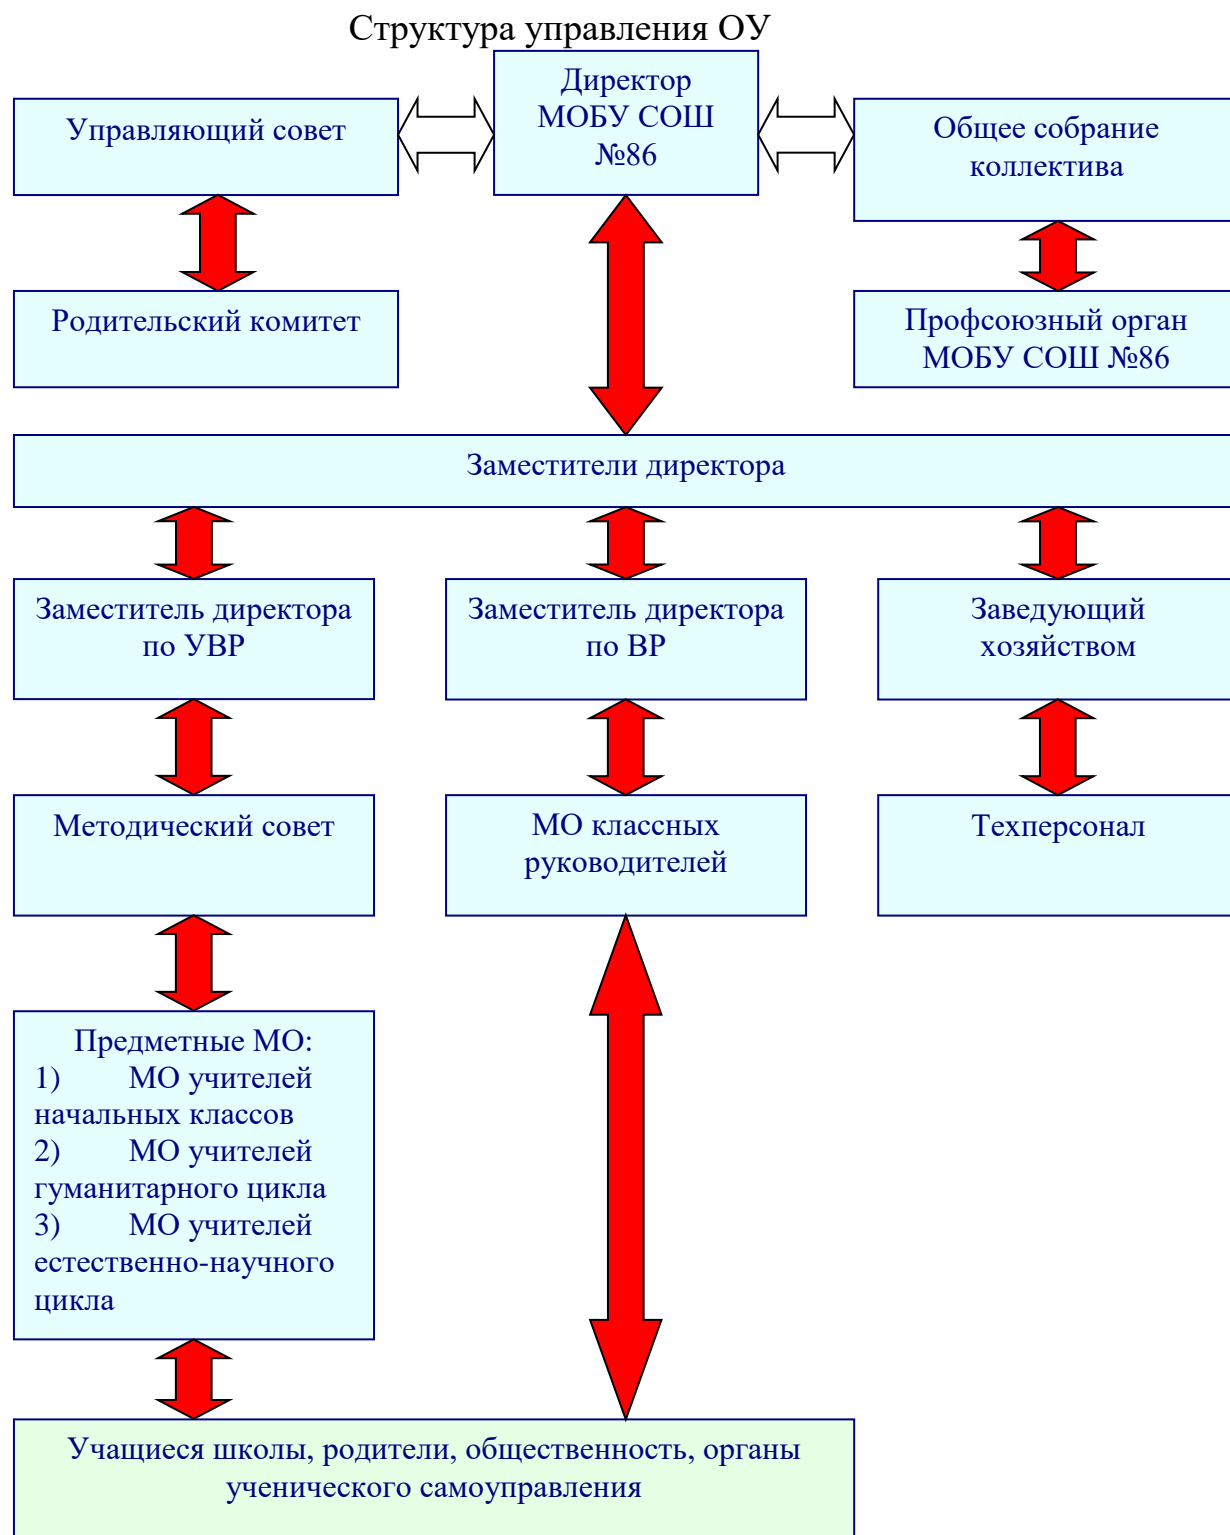 Структура управления ОУ
Управляющий совет
Директор
МОБУ СОШ
№86
Общее собрание
коллектива
Родительский комитет
Профсоюзный орган
МОБУ СОШ №86
Заместители директора
Заместитель директора
по УВР
Заместитель директора
по ВР
Заведующий
хозяйством
Методический совет
МО классных
руководителей
Техперсонал
Предметные МО:
1) МО учителей
начальных классов
2) МО учителей
гуманитарного цикла
3) МО учителей
естественно-научного
цикла
Учащиеся школы, родители, общественность, органы
ученического самоуправления